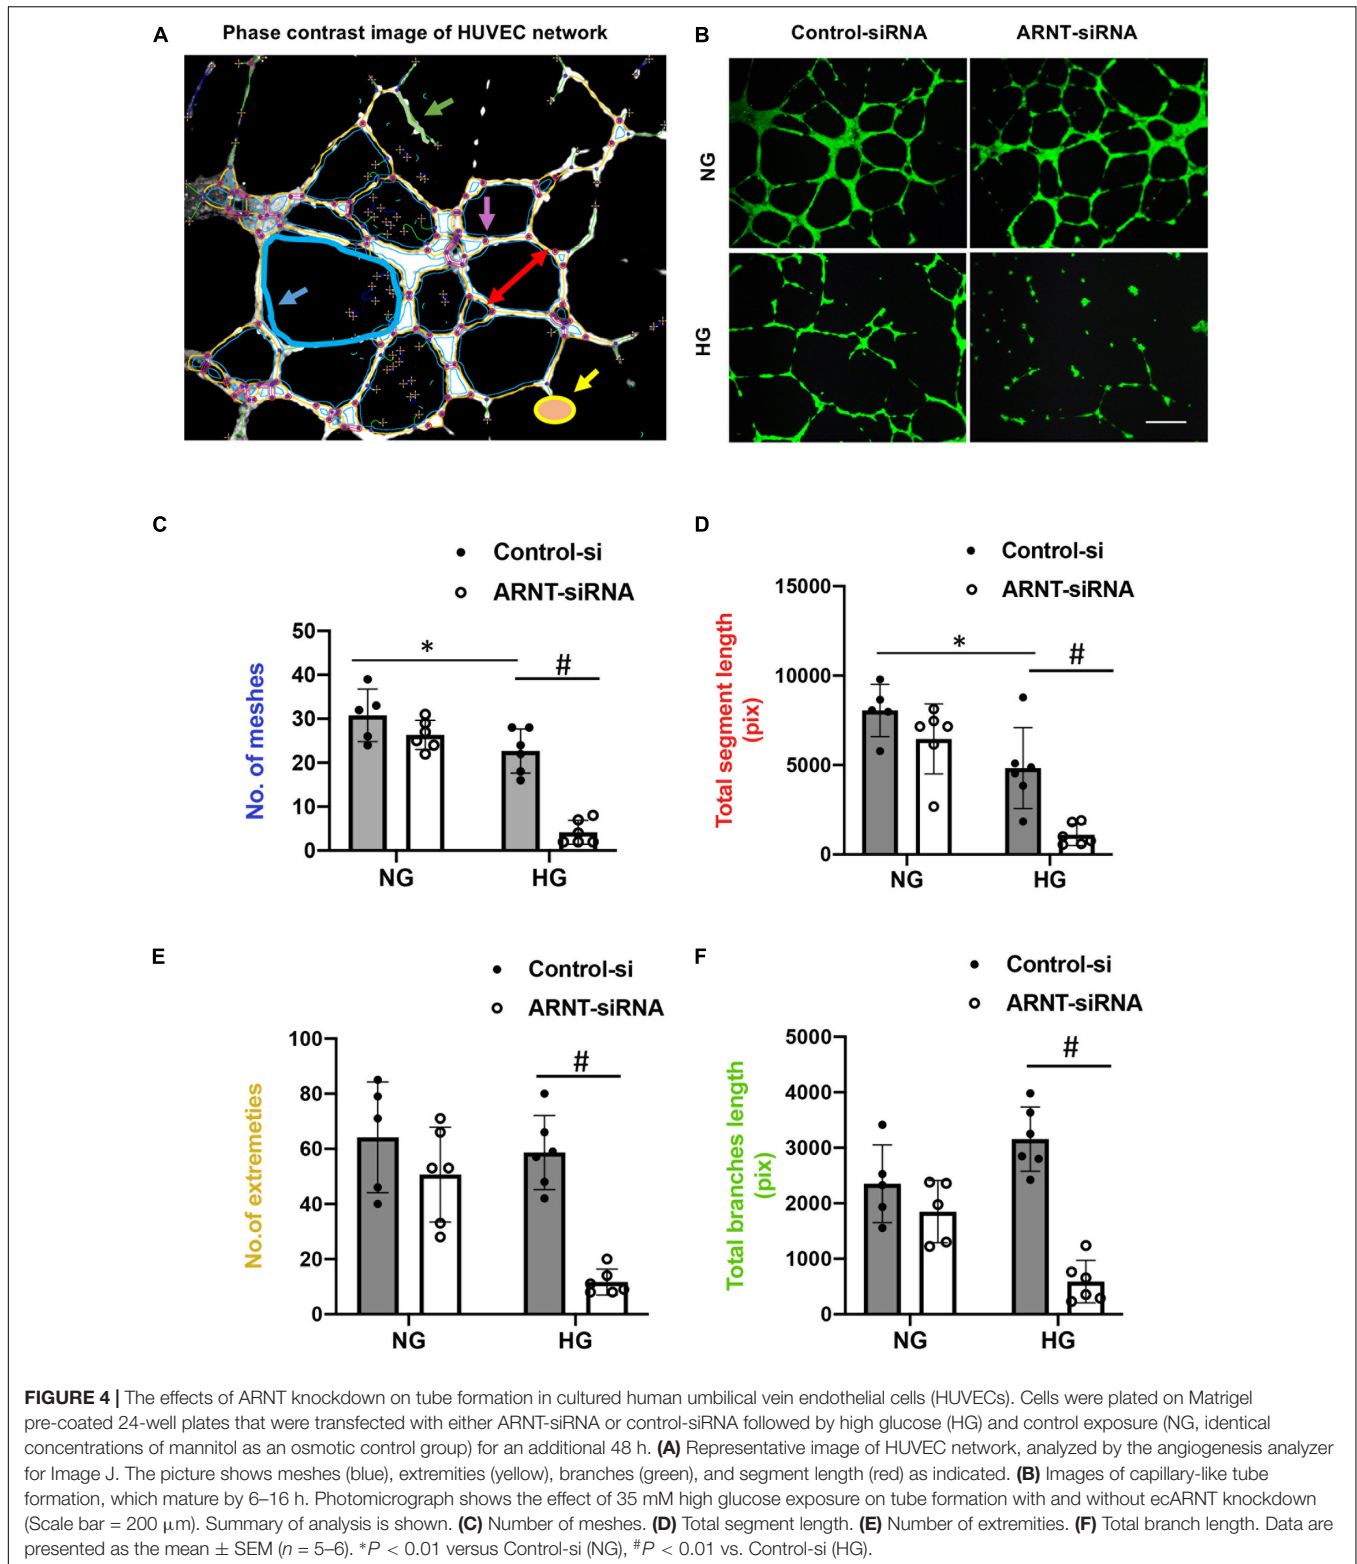 A
Phase contrast image of HUVEC network
B
Control-siRNA
ARNT-siRNA
NG
HG
C
Control-si
ARNT-siRNA
No. of meshes
50
40
30
20
10
0
*
#
NG
HG
D
Control-si
ARNT-siRNA
Total segment length
(pix)
15000
10000
5000
0
*
#
NG
HG
E
Control-si
ARNT-siRNA
No.of extremeties
100
80
60
40
20
0
#
NG
HG
F
Control-si
ARNT-siRNA
Total branches length
(pix)
5000
4000
3000
2000
1000
0
#
NG
HG
FIGURE 4 | The effects of ARNT knockdown on tube formation in cultured human umbilical vein endothelial cells (HUVECs). Cells were plated on Matrigel
pre-coated 24-well plates that were transfected with either ARNT-siRNA or control-siRNA followed by high glucose (HG) and control exposure (NG, identical
concentrations of mannitol as an osmotic control group) for an additional 48 h. (A) Representative image of HUVEC network, analyzed by the angiogenesis analyzer
for Image J. The picture shows meshes (blue), extremities (yellow), branches (green), and segment length (red) as indicated. (B) Images of capillary-like tube
formation, which mature by 6–16 h. Photomicrograph shows the effect of 35 mM high glucose exposure on tube formation with and without ecARNT knockdown
(Scale bar = 200 μm). Summary of analysis is shown. (C) Number of meshes. (D) Total segment length. (E) Number of extremities. (F) Total branch length. Data are
presented as the mean ± SEM (n = 5–6). *P < 0.01 versus Control-si (NG), #P < 0.01 vs. Control-si (HG).